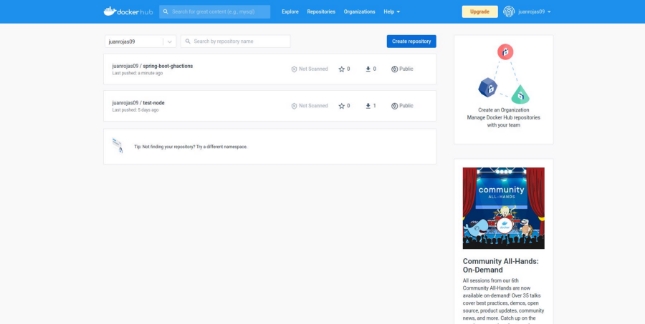 dockerhub
Search for great content (e.g., mysql)
Explore
Repositories
Organizations
Help
Upgrade
juanrojas09
juanrojas09
Search by repository name
Create repository
juanrojas09 / spring-boot-ghactions
Last pushed: a minute ago
Not Scanned
0
0
Public
juanrojas09 / test-node
Last pushed: 5 days ago
Not Scanned
0
1
Public
Tip: Not finding your repository? Try a different namespace.
Create an Organization
Manage Docker Hub repositories
with your team
community
ALL-HANDS
Community All-Hands:
On-Demand
All sessions from our 6th
Community All-Hands are now
available on-demand! Over 35 talks
cover best practices, demos, open
source, product updates, community
news, and more. Catch up on the